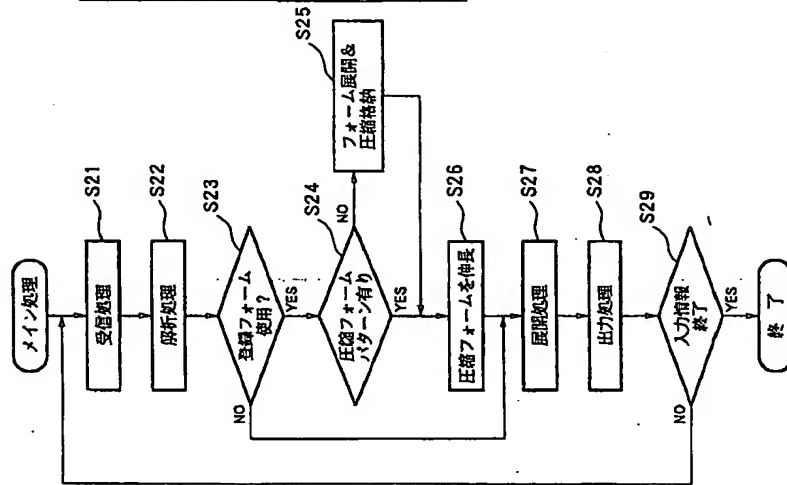 メイン処理
S21
受信処理
S22
解析処理
S23
登録フォーム
使用?
NO
YES
S24
圧縮フォーム
パターン有り
NO
YES
S25
フォーム展開&
圧縮格納
S26
圧縮フォームを伸長
S27
展開処理
S28
出力処理
S29
入力情報
終了
NO
YES
終了